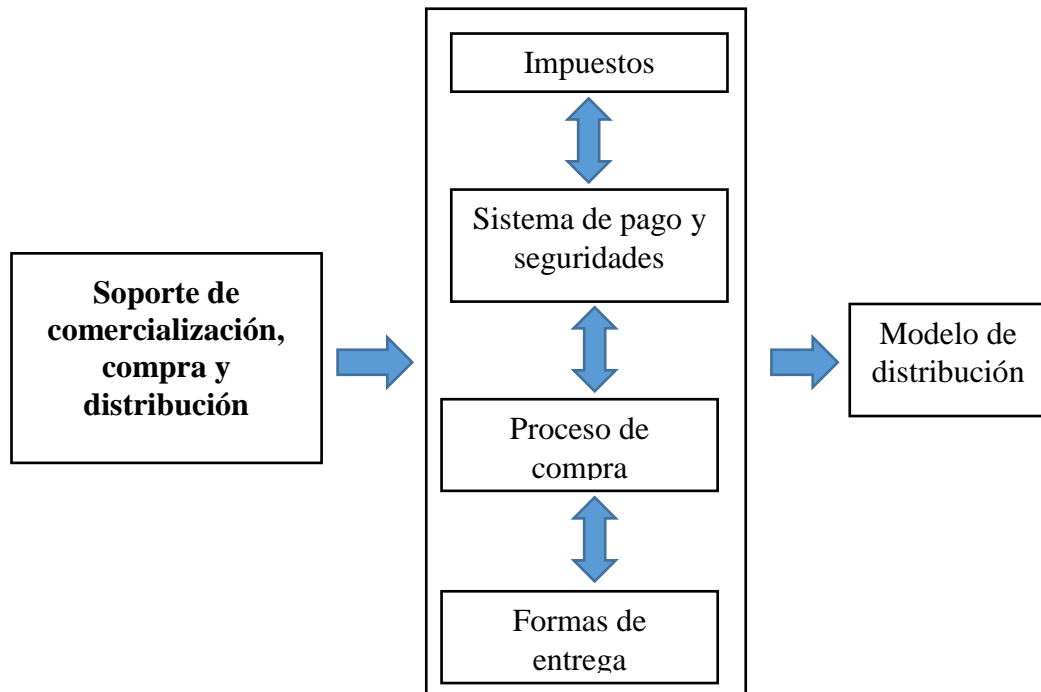 Soporte de
comercialización,
compra y
distribución
Impuestos
Sistema de pago y
seguridades
Proceso de
compra
Formas de
entrega
Modelo de
distribución